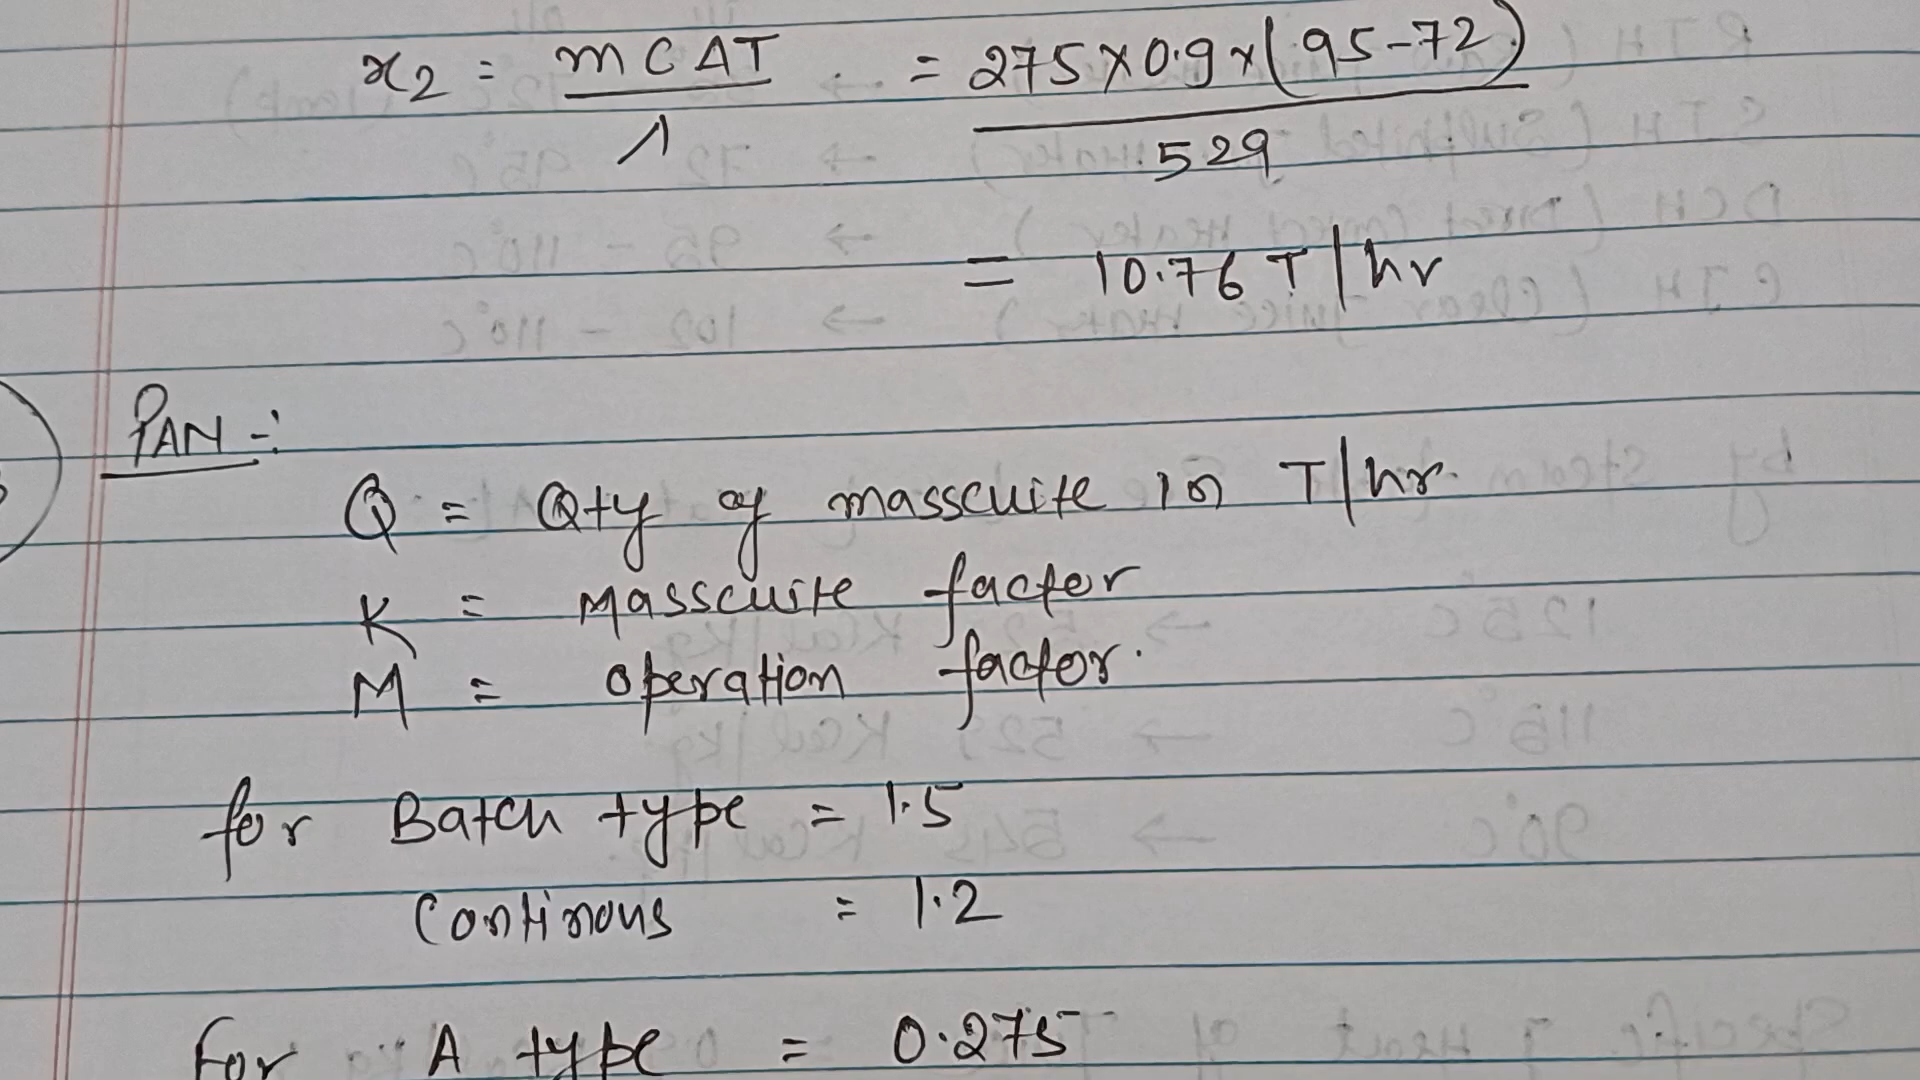 x2 = mCΔT / λ = 275×0.9×(95-72) / 529
= 10.76 T/hr
PAN -:
Q = Qty of masscuite in T/hr.
K = Masscuite facter
M = operation factor.
for Batch type = 1.5
Continous = 1.2
For A type = 0.275